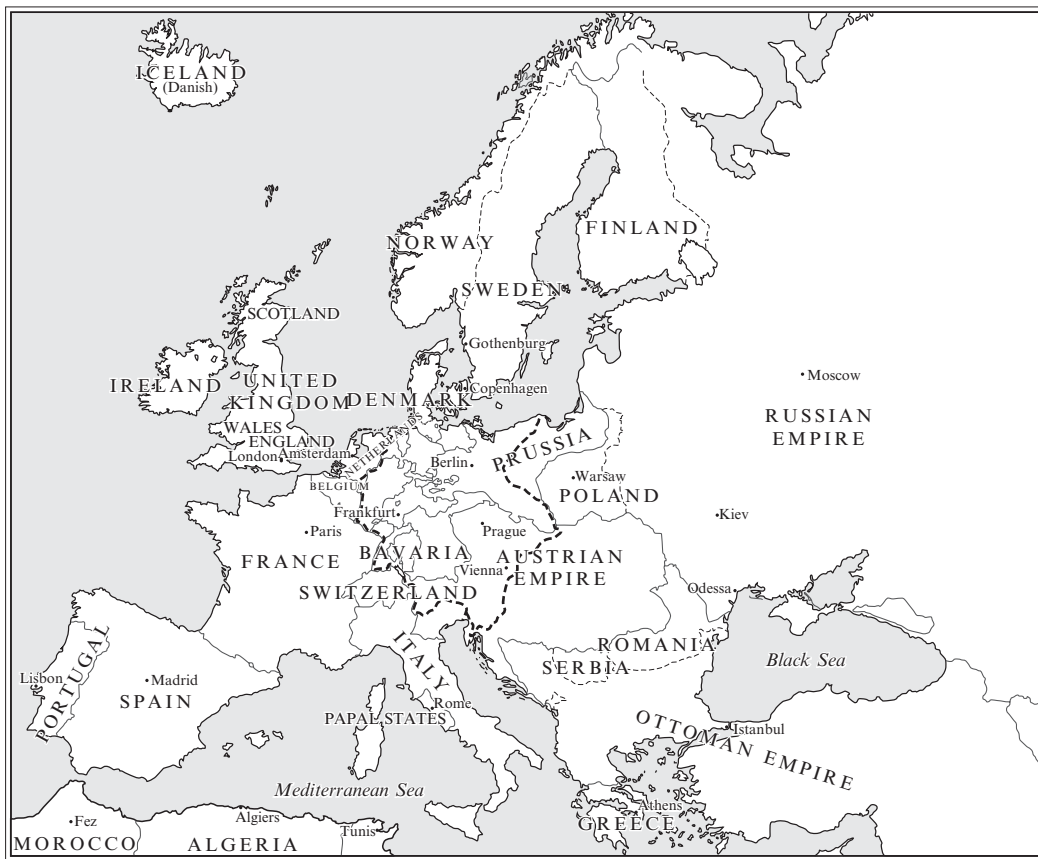 ICELAND
(Danish)
NORWAY
FINLAND
SWEDEN
SCOTLAND
Gothenburg
IRELAND
UNITED
KINGDOM
DENMARK
Copenhagen
Moscow
RUSSIAN
EMPIRE
WALES
ENGLAND
London
Amsterdam
NETHERLANDS
Berlin
PRUSSIA
BELGIUM
Warsaw
POLAND
Frankfurt
Kiev
Paris
Prague
FRANCE
BAVARIA
AUSTRIAN
EMPIRE
Vienna
SWITZERLAND
Odessa
ROMANIA
SERBIA
Black Sea
ITALY
PORTUGAL
Lisbon
Madrid
SPAIN
Rome
PAPAL STATES
Istanbul
OTTOMAN EMPIRE
Mediterranean Sea
Athens
GREECE
Fez
MOROCCO
Algiers
ALGERIA
Tunis